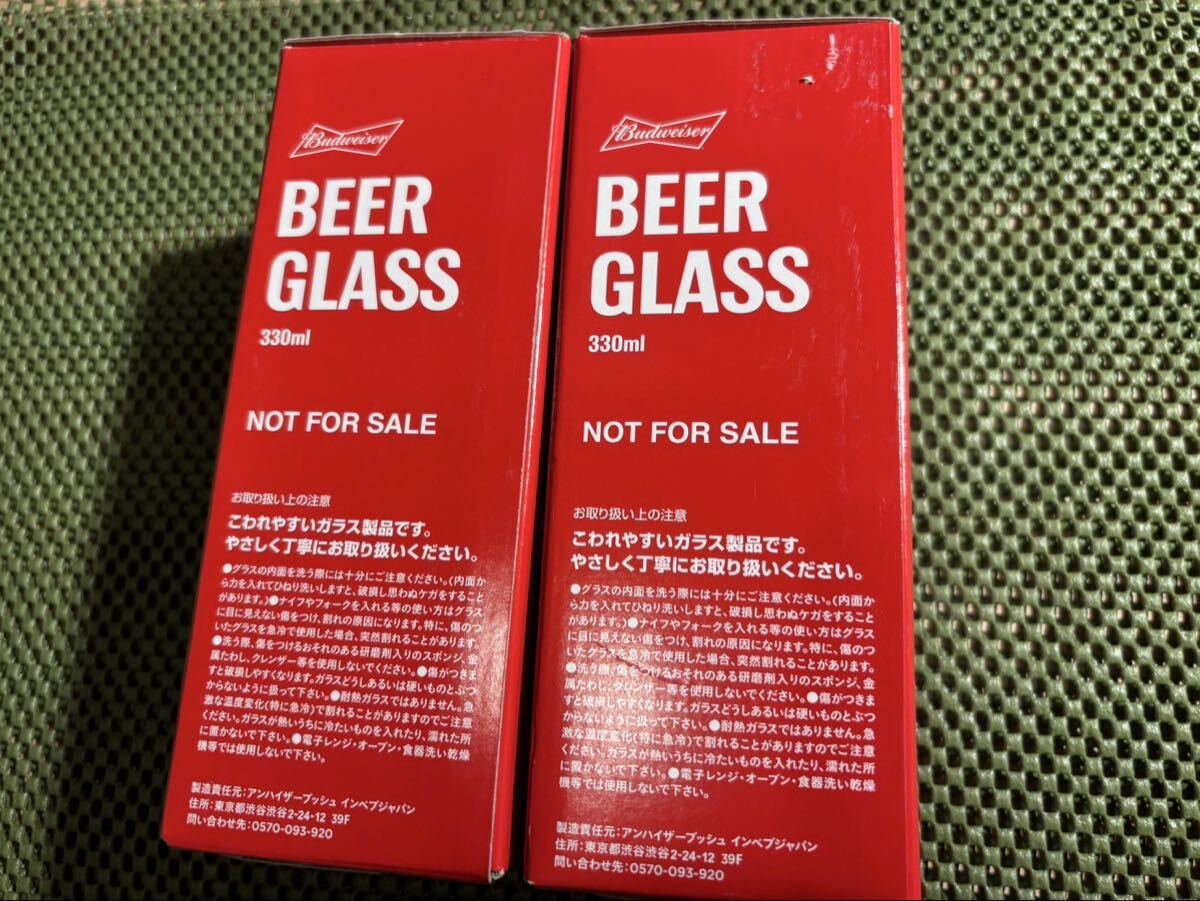 Budweiser
BEER
GLASS
330ml
NOT FOR SALE
お取り扱い上の注意
こわれやすいガラス製品です。
やさしく丁寧にお取り扱いください。
●グラスの内面を洗う際には十分にご注意ください。(内面か
ら力を入れてひねり洗いしますと、破損し思わぬケガをすること
があります。)●ナイフやフォークを入れる等の使い方はグラス
に目に見えない傷をつけ、割れの原因になります。特に、傷のつ
いたグラスを急冷で使用した場合、突然割れることがあります。
●洗う際、傷をつけるおそれのある研磨剤入りのスポンジ、金
属たわし、クレンザー等を使用しないでください。●傷がつきま
すと破損しやすくなります。ガラスどうしあるいは硬いものとぶつ
からないように扱って下さい。●耐熱ガラスではありません。急
激な温度変化(特に急冷)で割れることがありますのでご注意
ください。ガラスが熱いうちに冷たいものを入れたり、濡れた所
に置かないで下さい。●電子レンジ・オーブン・食器洗い乾燥
機等では使用しないで下さい。
製造責任元:アンハイザーブッシュ インベブジャパン
住所:東京都渋谷渋谷2-24-12 39F
問い合わせ先:0570-093-920
Budweiser
BEER
GLASS
330ml
NOT FOR SALE
お取り扱い上の注意
こわれやすいガラス製品です。
やさしく丁寧にお取り扱いください。
●グラスの内面を洗う際には十分にご注意ください。(内面か
ら力を入れてひねり洗いしますと、破損し思わぬケガをすること
があります。)●ナイフやフォークを入れる等の使い方はグラス
に目に見えない傷をつけ、割れの原因になります。特に、傷のつ
いたグラスを急冷で使用した場合、突然割れることがあります。
●洗う際、傷をつけるおそれのある研磨剤入りのスポンジ、金
属たわし、クレンザー等を使用しないでください。●傷がつきま
すと破損しやすくなります。ガラスどうしあるいは硬いものとぶつ
からないように扱って下さい。●耐熱ガラスではありません。急
激な温度変化(特に急冷)で割れることがありますのでご注意
ください。ガラスが熱いうちに冷たいものを入れたり、濡れた所
に置かないで下さい。●電子レンジ・オーブン・食器洗い乾燥
機等では使用しないで下さい。
製造責任元:アンハイザーブッシュ インベブジャパン
住所:東京都渋谷渋谷2-24-12 39F
問い合わせ先:0570-093-920